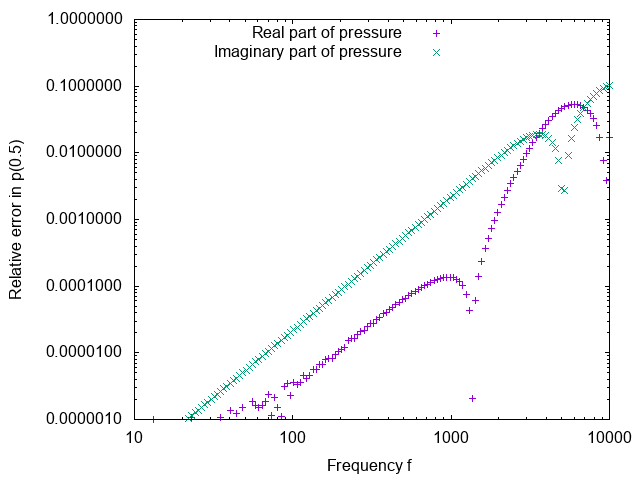 1.0000000
Real part of pressure
Imaginary part of pressure
0.1000000
0.0100000
Relative error in p(0.5)
0.0010000
0.0001000
0.0000100
0.0000010
10 100 1000 10000
Frequency f